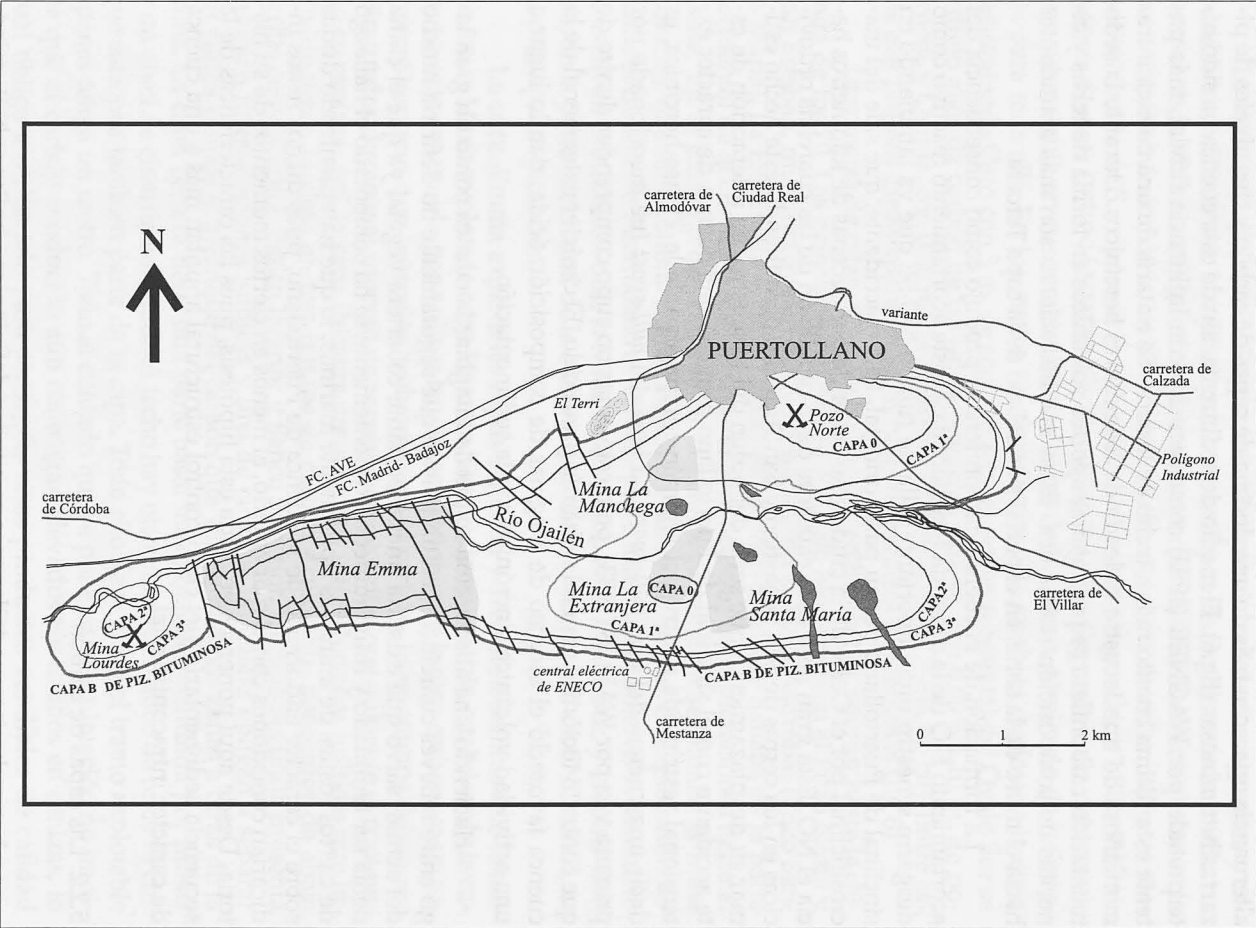 carretera de
Almodóvar
carretera de
Ciudad Real
N
variante
PUERTOLLANO
carretera de
Calzada
El Terri
Pozo
Norte
CAPA 0
CAPA 1ª
Polígono
Industrial
FC. AVE
FC. Madrid- Badajoz
carretera
de Córdoba
Mina La
Manchega
Río Ojailén
Mina Emma
Mina La
Extranjera
CAPA 0
CAPA 1ª
Mina
Santa María
CAPA 2ª
CAPA 3ª
carretera de
El Villar
CAPA 2ª
CAPA 3ª
Mina
Lourdes
CAPA B DE PIZ. BITUMINOSA
central eléctrica
de ENECO
CAPA B DE PIZ. BITUMINOSA
carretera de
Mestanza
0 1 2 km